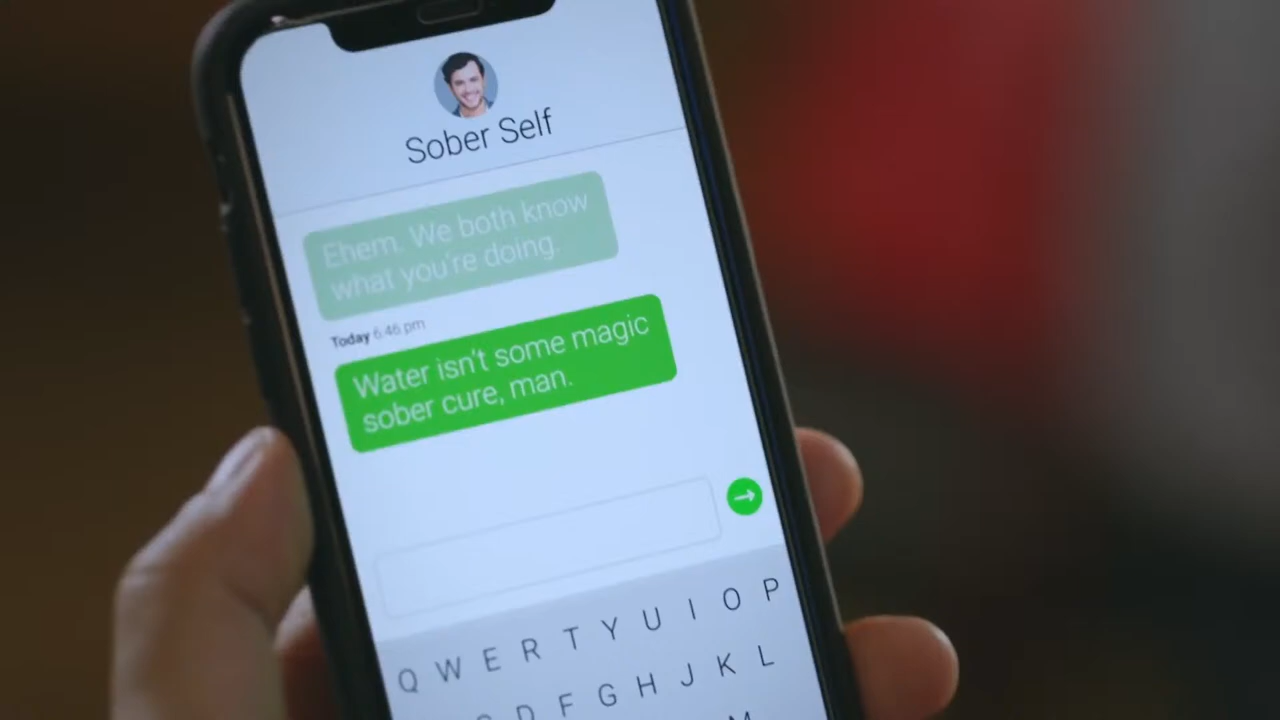 Sober Self
Ehem. We both know
what you're doing.
Today 6:46 pm
Water isn't some magic
sober cure, man.
Q W E R T Y U I O P
D F G H J K L
M